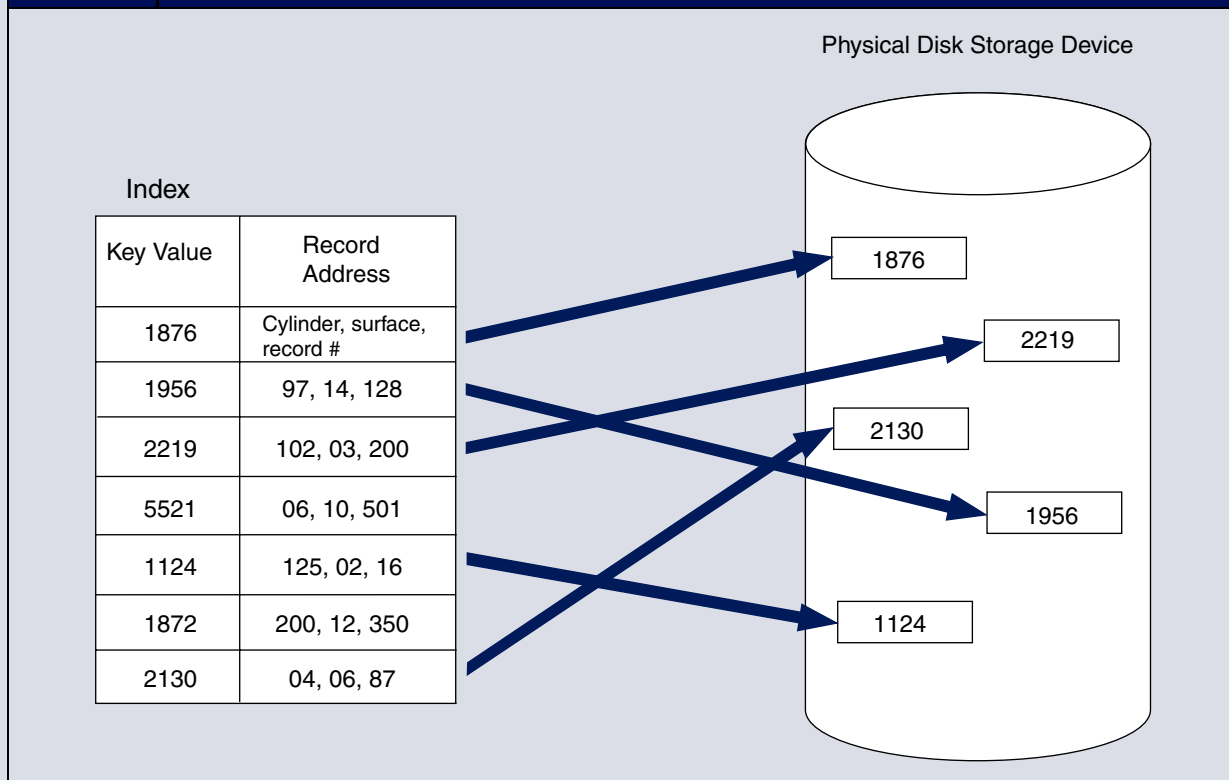 Physical Disk Storage Device
Index
Key Value
Record
Address
1876
Cylinder, surface,
record #
1956
97, 14, 128
2219
102, 03, 200
5521
06, 10, 501
1124
125, 02, 16
1872
200, 12, 350
2130
04, 06, 87
1876
2219
2130
1956
1124